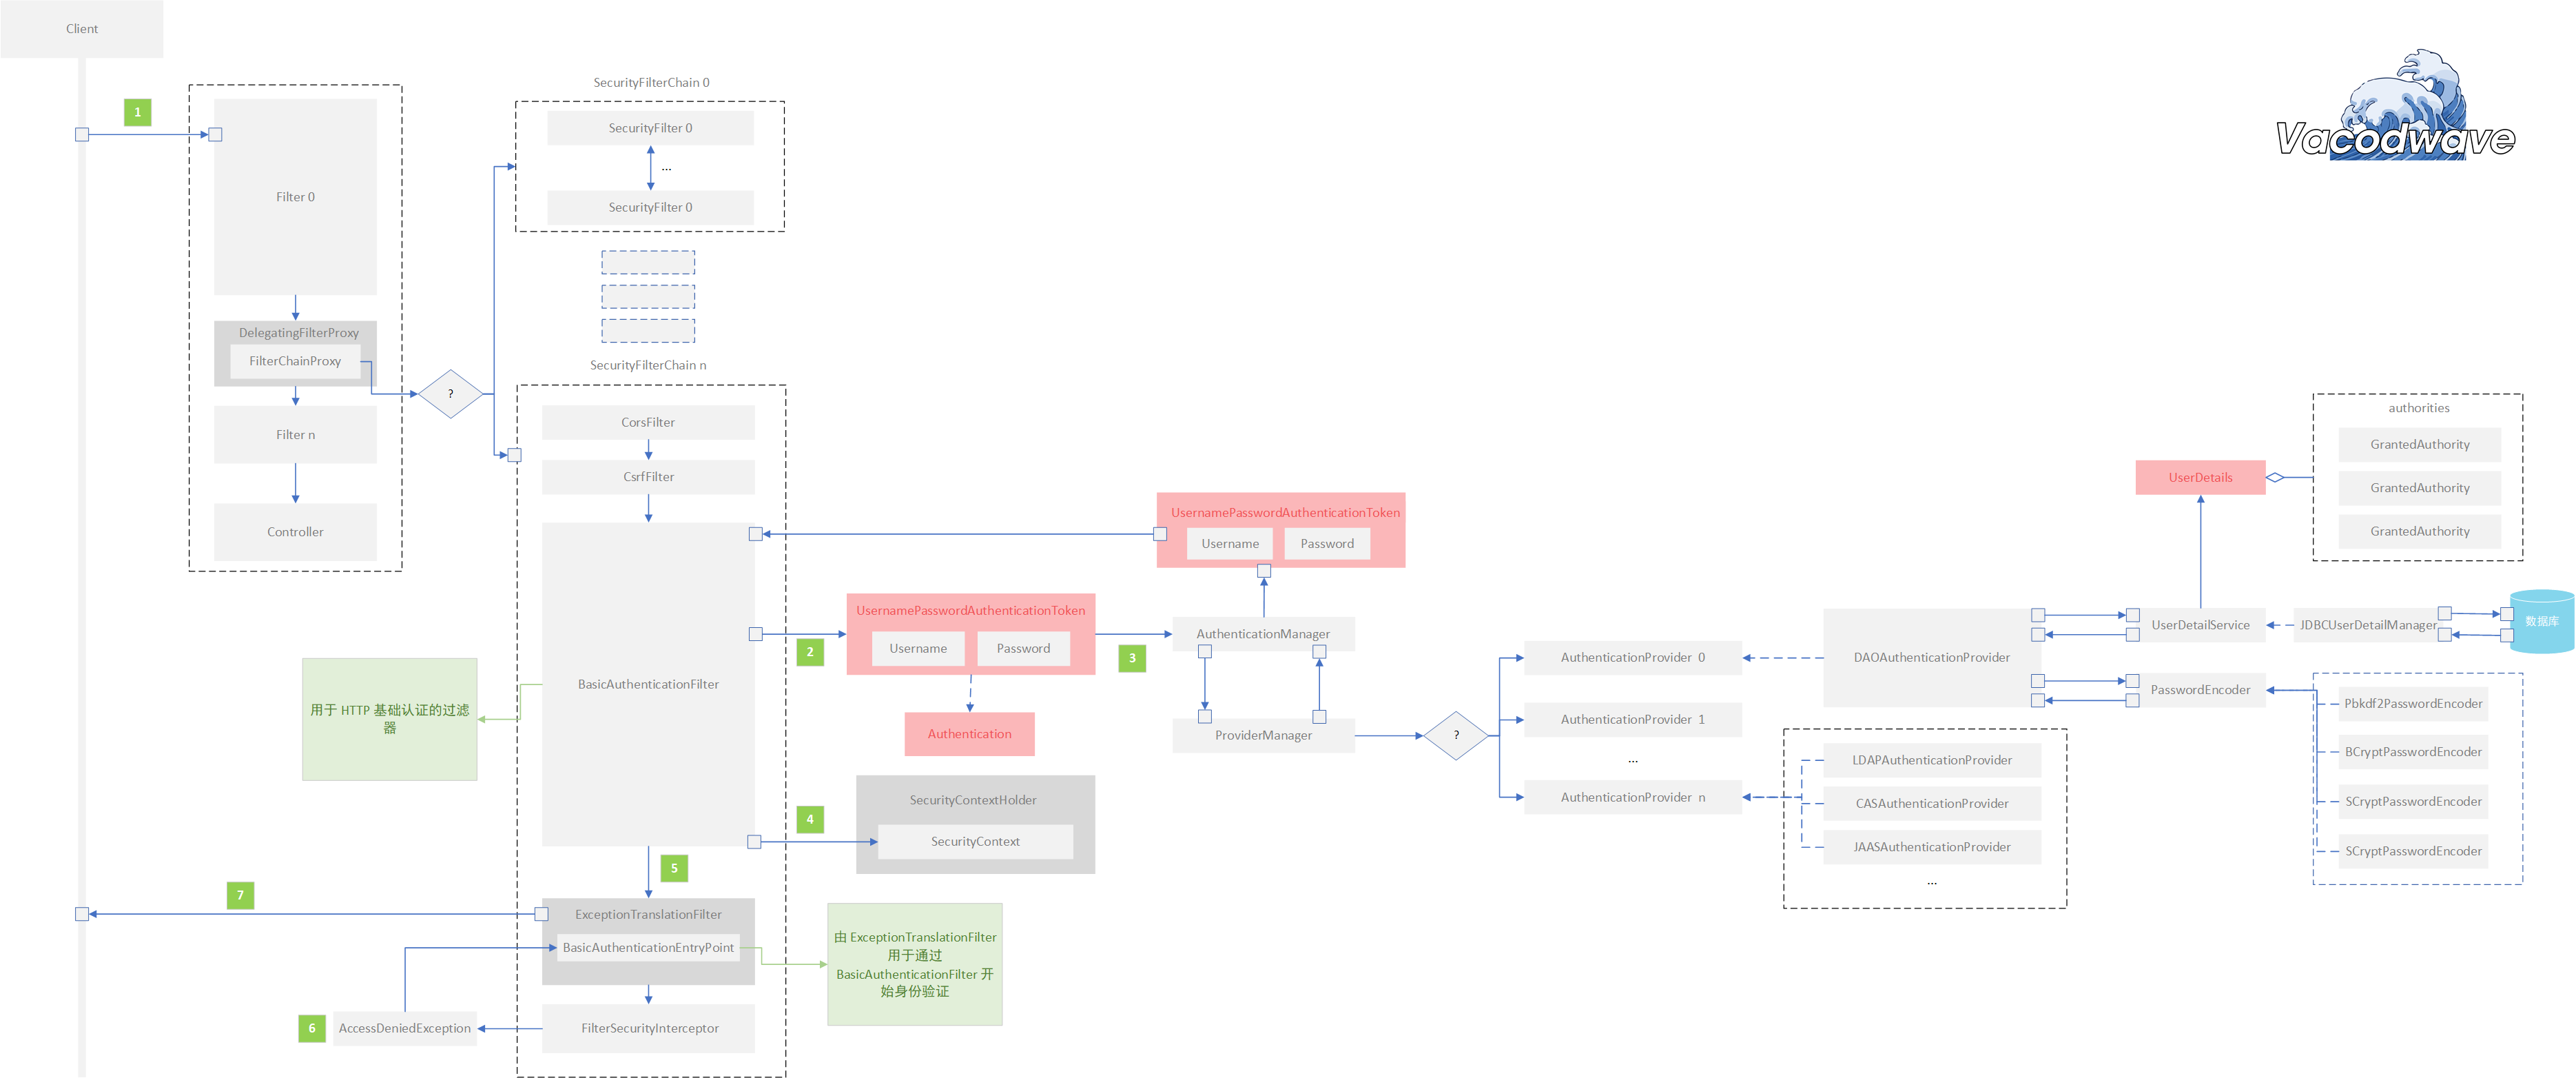 Client
1
Filter 0
DelegatingFilterProxy
FilterChainProxy
Filter n
Controller
?
SecurityFilterChain 0
SecurityFilter 0
...
SecurityFilter 0
SecurityFilterChain n
CorsFilter
CsrfFilter
BasicAuthenticationFilter
用于 HTTP 基础认证的过滤
器
2
UsernamePasswordAuthenticationToken
Username
Password
Authentication
3
UsernamePasswordAuthenticationToken
Username
Password
AuthenticationManager
ProviderManager
?
AuthenticationProvider 0
AuthenticationProvider 1
...
AuthenticationProvider n
DAOAuthenticationProvider
LDAPAuthenticationProvider
CASAuthenticationProvider
JAASAuthenticationProvider
...
UserDetails
authorities
GrantedAuthority
GrantedAuthority
GrantedAuthority
UserDetailService
JDBCUserDetailManager
数据库
PasswordEncoder
Pbkdf2PasswordEncoder
BCryptPasswordEncoder
SCryptPasswordEncoder
SCryptPasswordEncoder
4
SecurityContextHolder
SecurityContext
5
ExceptionTranslationFilter
BasicAuthenticationEntryPoint
由 ExceptionTranslationFilter
用于通过
BasicAuthenticationFilter 开
始身份验证
FilterSecurityInterceptor
6
AccessDeniedException
7
Vacodwave